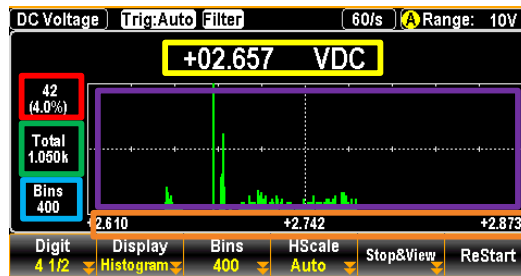 DC Voltage Trig:Auto Filter 60/s A Range: 10V
+02.657 VDC
42
(4.0%)
Total
1.050k
Bins
400
+2.610 +2.742 +2.873
Digit Display Bins HScale Stop&View ReStart
4 1/2 Histogram 400 Auto